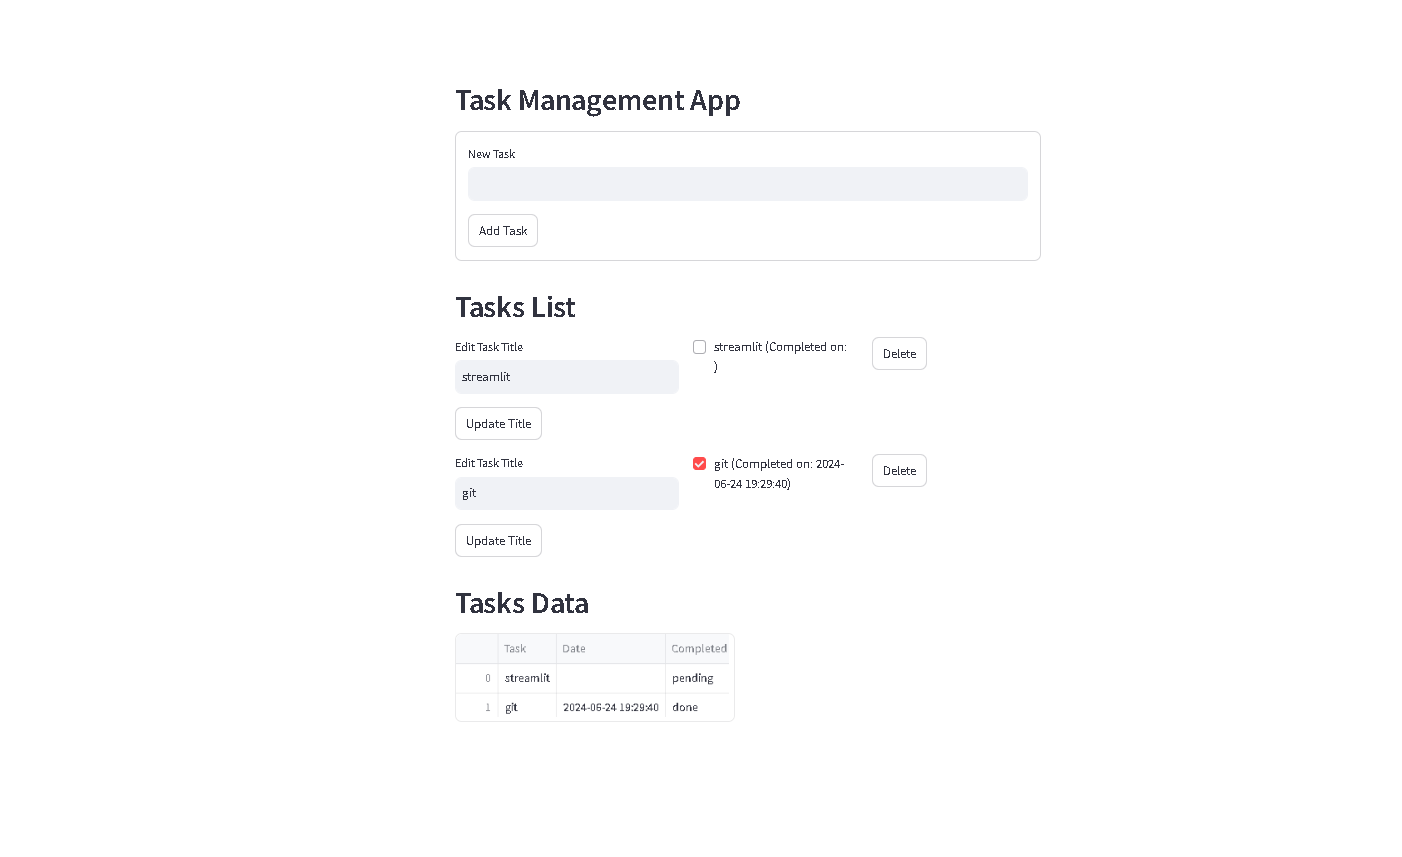 Task Management App
New Task
Add Task
Tasks List
Edit Task Title
streamlit (Completed on:
)
Delete
streamlit
Update Title
Edit Task Title
git (Completed on: 2024-
06-24 19:29:40)
Delete
git
Update Title
Tasks Data
Task Date Completed
0 streamlit pending
1 git 2024-06-24 19:29:40 done